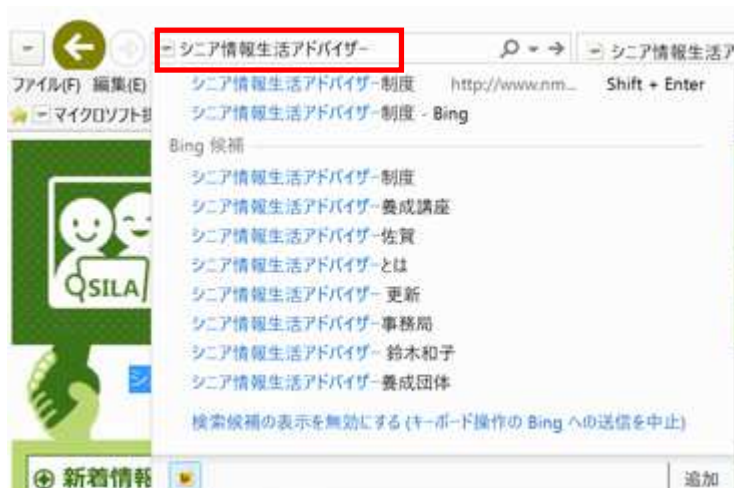 シニア情報生活アドバイザー
シニア情報生活ア
ファイル(F) 編集(E)
シニア情報生活アドバイザー制度 http://www.nm... Shift + Enter
マイクロソフト
シニア情報生活アドバイザー制度 - Bing
Bing 候補
シニア情報生活アドバイザー制度
シニア情報生活アドバイザー養成講座
シニア情報生活アドバイザー佐賀
シニア情報生活アドバイザーとは
QSILA
シニア情報生活アドバイザー 更新
シニア情報生活アドバイザー事務局
シニア情報生活アドバイザー 鈴木和子
シ
シニア情報生活アドバイザー養成団体
検索候補の表示を無効にする (キーボード操作の Bing への送信を中止)
新着情報
追加